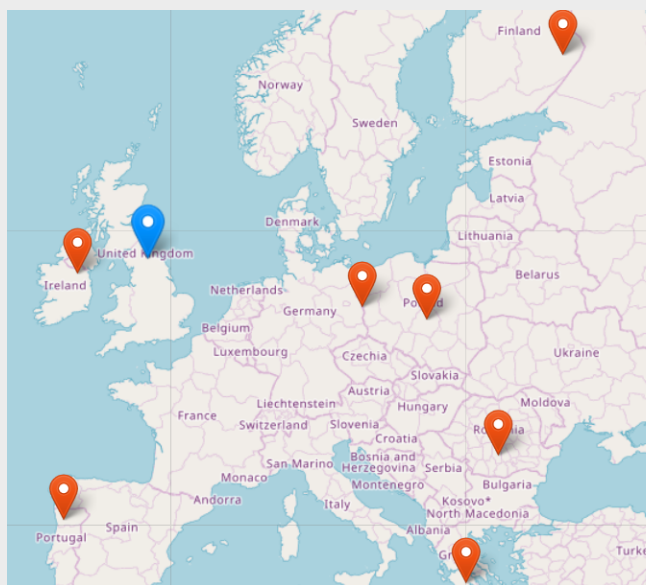 Finland
Norway
Sweden
Estonia
Latvia
Denmark
Lithuania
United Kingdom
Belarus
Ireland
Netherlands
Germany
Poland
Belgium
Luxembourg
Czechia
Ukraine
Slovakia
Austria
Liechtenstein
Hungary
Moldova
France
Switzerland
Slovenia
Romania
Croatia
San Marino
Bosnia and
Herzegovina
Serbia
Monaco
Montenegro
Bulgaria
Andorra
Kosovo*
Italy
North Macedonia
Spain
Portugal
Albania
Gr
Turke